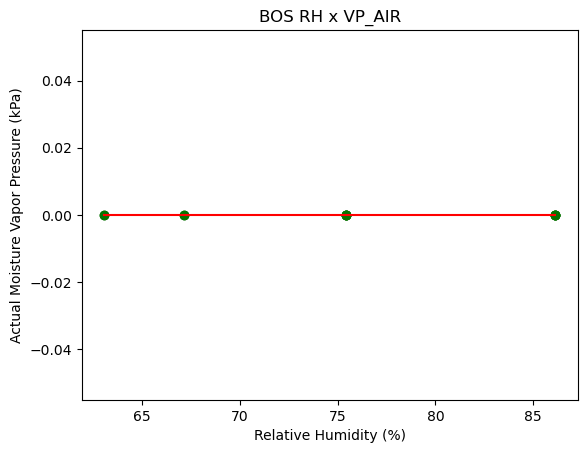 BOS RH x VP_AIR
Actual Moisture Vapor Pressure (kPa)
0.04
0.02
0.00
−0.02
−0.04
65 70 75 80 85
Relative Humidity (%)